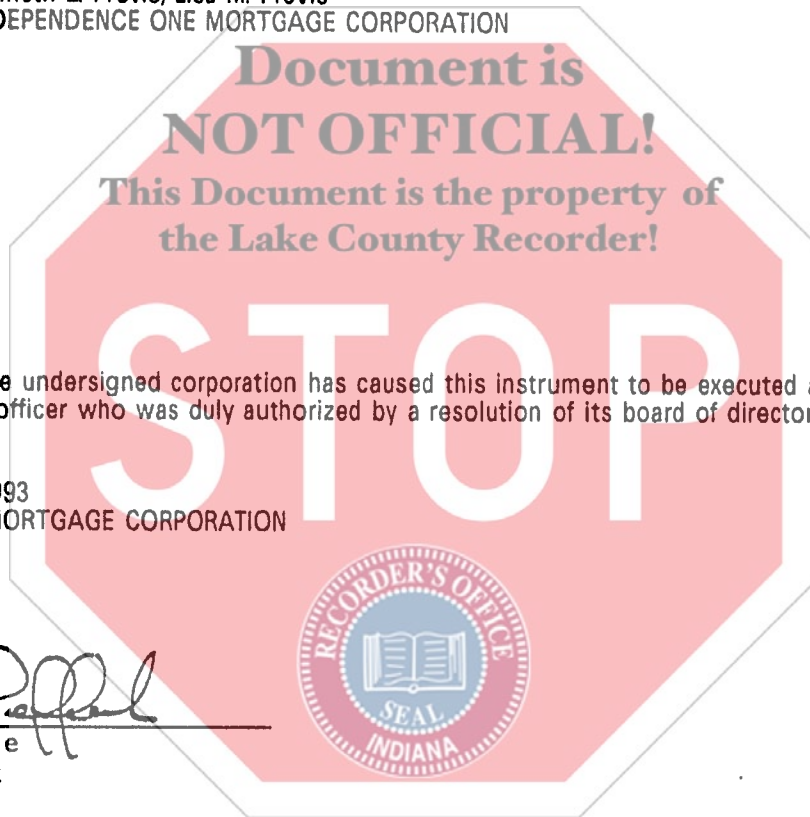 DEPENDENCE ONE MORTGAGE CORPORATION
Document is
NOT OFFICIAL!
This Document is the property of
the Lake County Recorder!
STOP
e undersigned corporation has caused this instrument to be executed
officer who was duly authorized by a resolution of its board of director
93
MORTGAGE CORPORATION
RECORDER'S OFFICE
SEAL
INDIANA
e